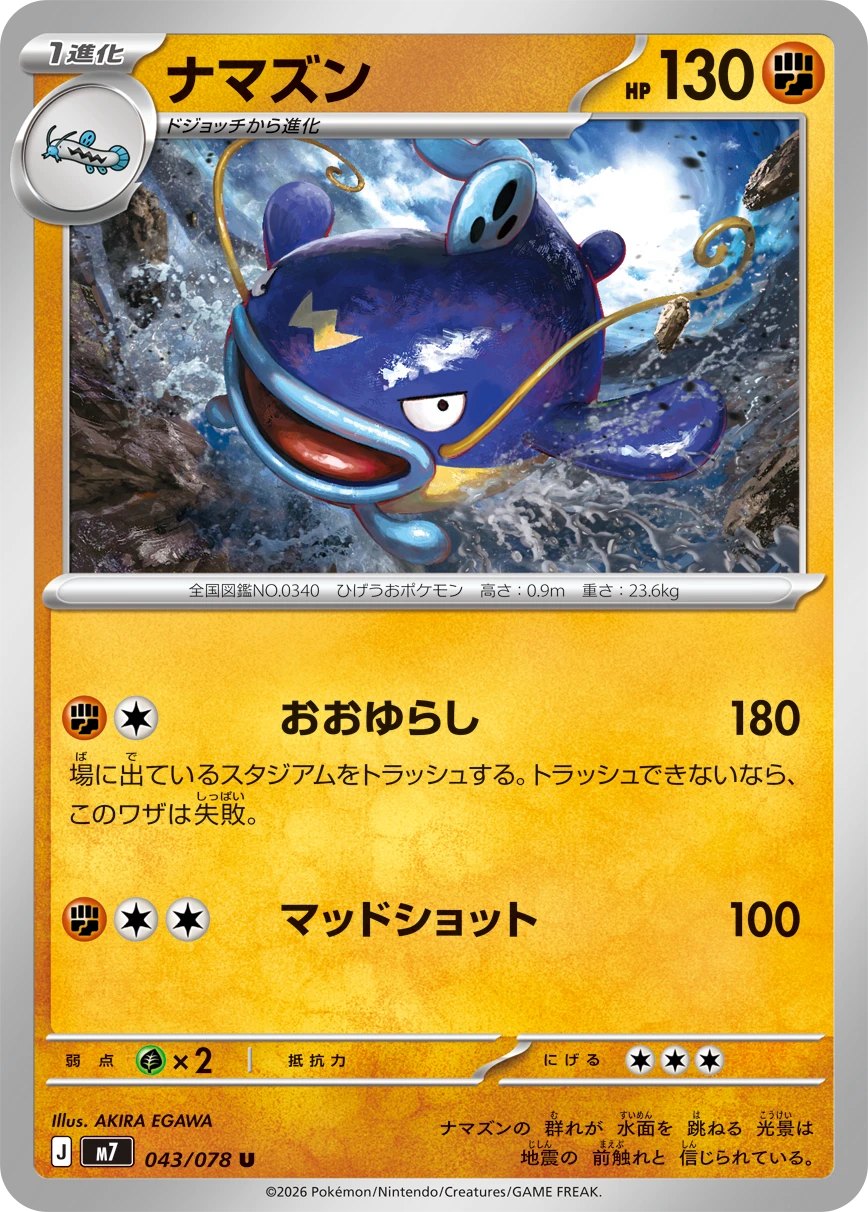 1進化
ナマズン
HP 130
ドジョッチから進化
全国図鑑NO.0340 ひげうおポケモン 高さ：0.9m 重さ：23.6kg
おおゆらし 180
場に出ているスタジアムをトラッシュする。トラッシュできないなら、
このワザは失敗。
マッドショット 100
弱点 ×2 抵抗力 にげる
Illus. AKIRA EGAWA
J M7 043/078 U
ナマズンの 群れが 水面を 跳ねる 光景は
地震の 前触れと 信じられている。
©2026 Pokémon/Nintendo/Creatures/GAME FREAK.